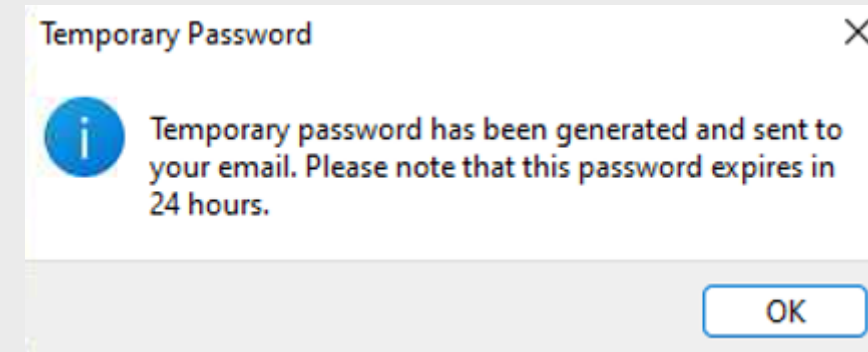 Temporary Password
Temporary password has been generated and sent to
your email. Please note that this password expires in
24 hours.
OK